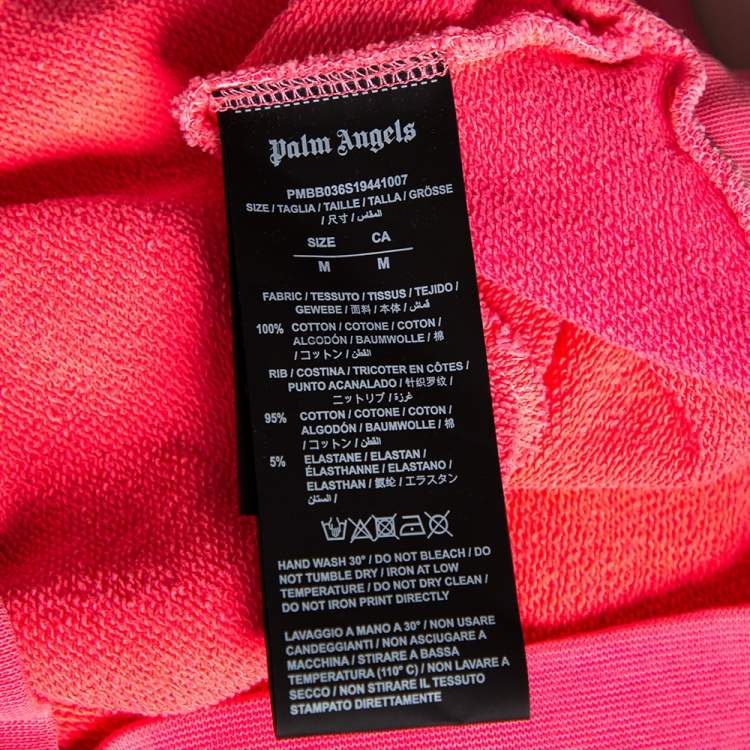 Palm Angels
PMBB036S19441007
SIZE / TAGLIA / TAILLE / TALLA / GRÖSSE
/ 尺寸 / المقاس /
SIZE CA
M M
FABRIC / TESSUTO / TISSUS / TEJIDO /
GEWEBE / 面料 / 本体 / قماش /
100% COTTON / COTONE / COTON /
ALGODÓN / BAUMWOLLE / 棉
/ コットン / القطن /
RIB / COSTINA / TRICOTER EN CÔTES /
PUNTO ACANALADO / 针织罗纹 /
ニットリブ / غرزة /
95% COTTON / COTONE / COTON /
ALGODÓN / BAUMWOLLE / 棉
/ コットン / القطن /
5% ELASTANE / ELASTAN /
ÉLASTHANNE / ELASTANO /
ELASTHAN / 氨纶 / エラスタン
/ الستان /
HAND WASH 30° / DO NOT BLEACH / DO
NOT TUMBLE DRY / IRON AT LOW
TEMPERATURE / DO NOT DRY CLEAN /
DO NOT IRON PRINT DIRECTLY
LAVAGGIO A MANO A 30° / NON USARE
CANDEGGIANTI / NON ASCIUGARE A
MACCHINA / STIRARE A BASSA
TEMPERATURA (110° C) / NON LAVARE A
SECCO / NON STIRARE IL TESSUTO
STAMPATO DIRETTAMENTE